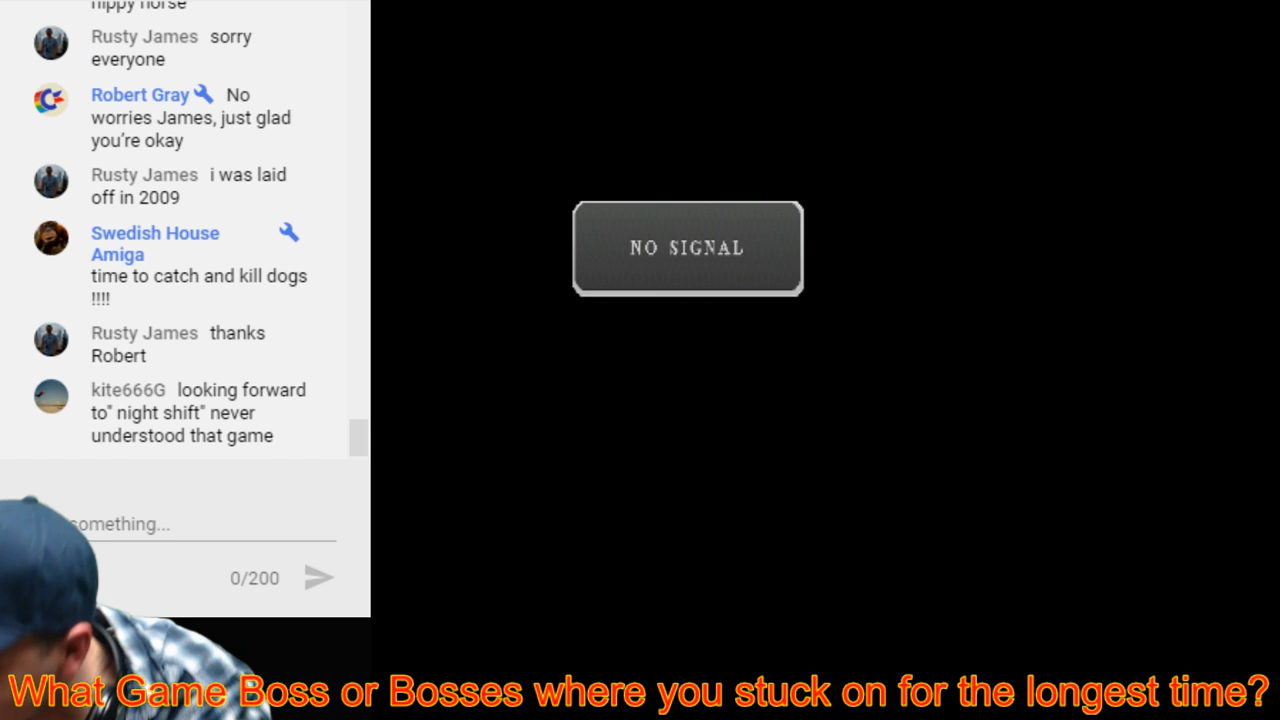 nippy horse
Rusty James sorry
everyone
Robert Gray No
worries James, just glad
you're okay
Rusty James i was laid
off in 2009
Swedish House
Amiga
time to catch and kill dogs
!!!!
Rusty James thanks
Robert
kite666G looking forward
to" night shift" never
understood that game
something...
0/200
NO SIGNAL
What Game Boss or Bosses where you stuck on for the longest time?